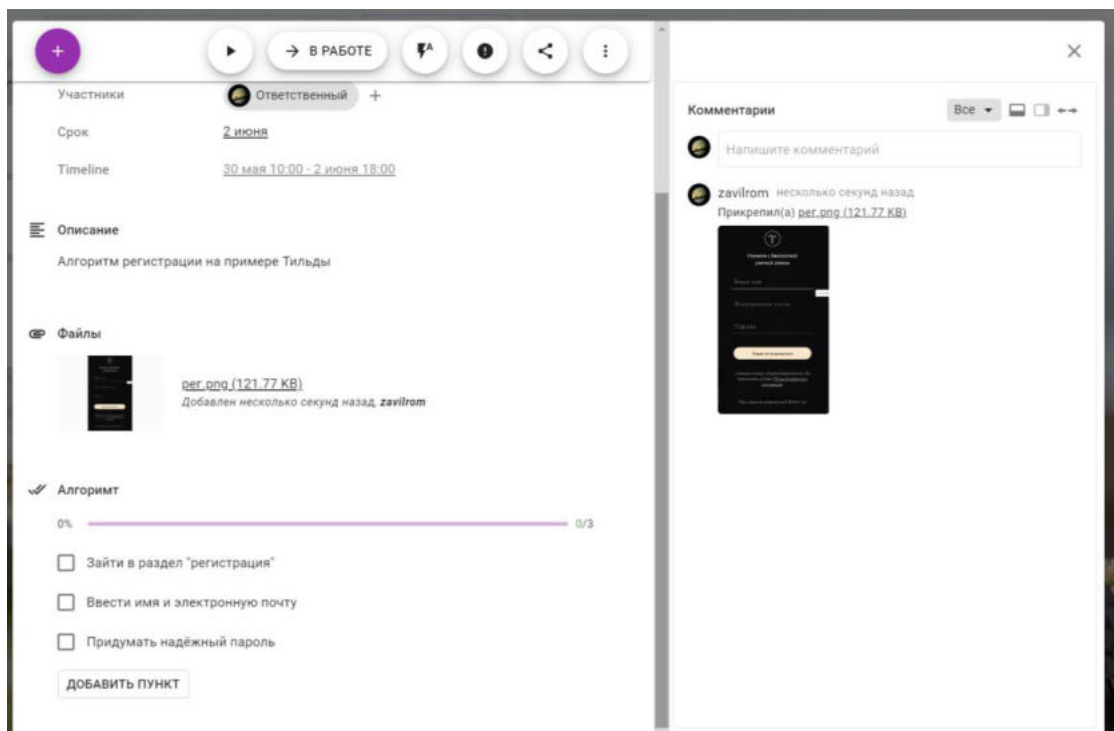 → В РАБОТЕ
Участники
Ответственный +
Срок
2 июня
Timeline
30 мая 10:00 - 2 июня 18:00
Описание
Алгоритм регистрации на примере Тильды
Файлы
рег.png (121.77 KB)
Добавлен несколько секунд назад, zavilrom
Алгоримт
0% 0/3
Зайти в раздел "регистрация"
Ввести имя и электронную почту
Придумать надёжный пароль
ДОБАВИТЬ ПУНКТ
Комментарии
Все
Напишите комментарий
zavilrom несколько секунд назад
Прикрепил(а) рег.png (121.77 KB)